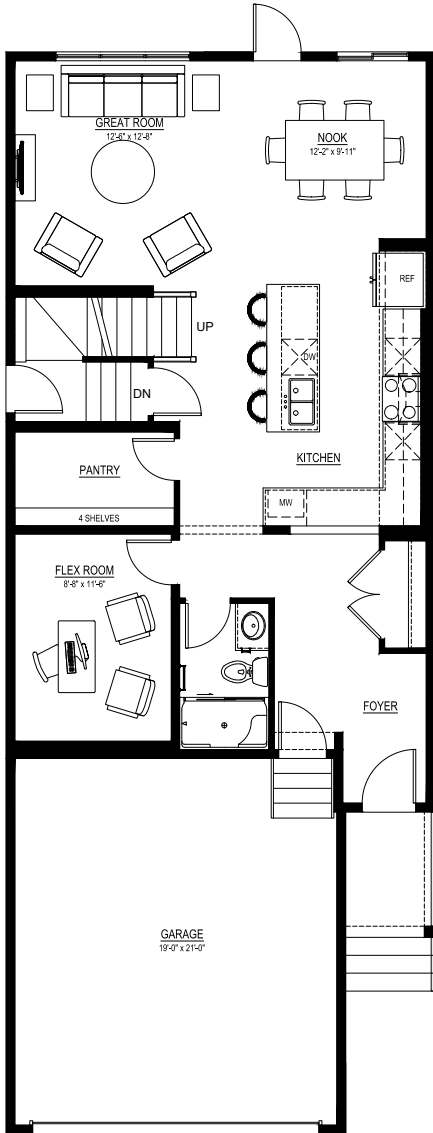 GREAT ROOM
12'-6" x 12'-8"
NOOK
12'-2" x 9'-11"
REF
UP
DW
DN
KITCHEN
PANTRY
MW
4 SHELVES
FLEX ROOM
8'-8" x 11'-6"
FOYER
GARAGE
19'-0" x 21'-0"